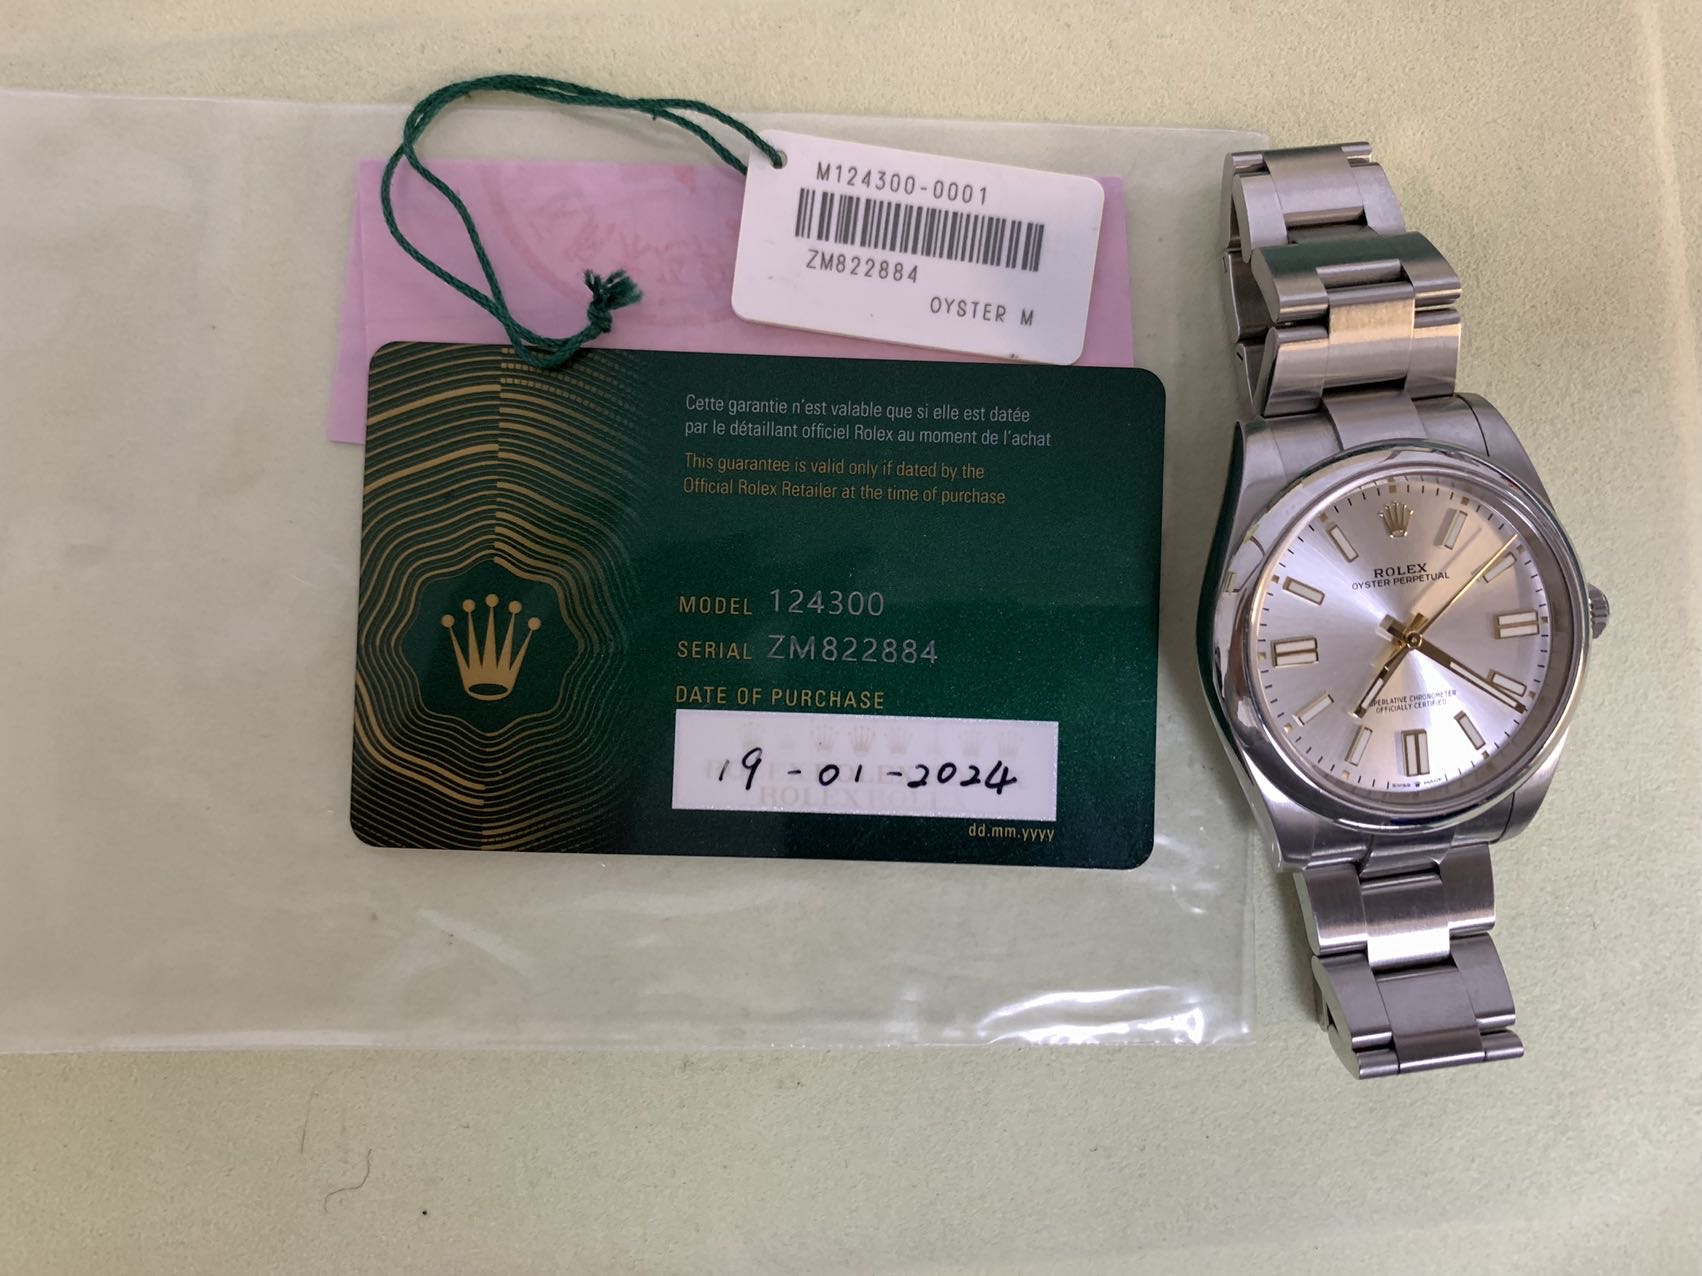 M124300-0001
ZM822884
OYSTER M
Cette garantie n'est valable que si elle est datée
par le détaillant officiel Rolex au moment de l'achat
This guarantee is valid only if dated by the
Official Rolex Retailer at the time of purchase
MODEL 124300
SERIAL ZM822884
DATE OF PURCHASE
19-01-2024
dd.mm.yyyy
ROLEX
OYSTER PERPETUAL
SUPERLATIVE CHRONOMETER
OFFICIALLY CERTIFIED
SWISS MADE